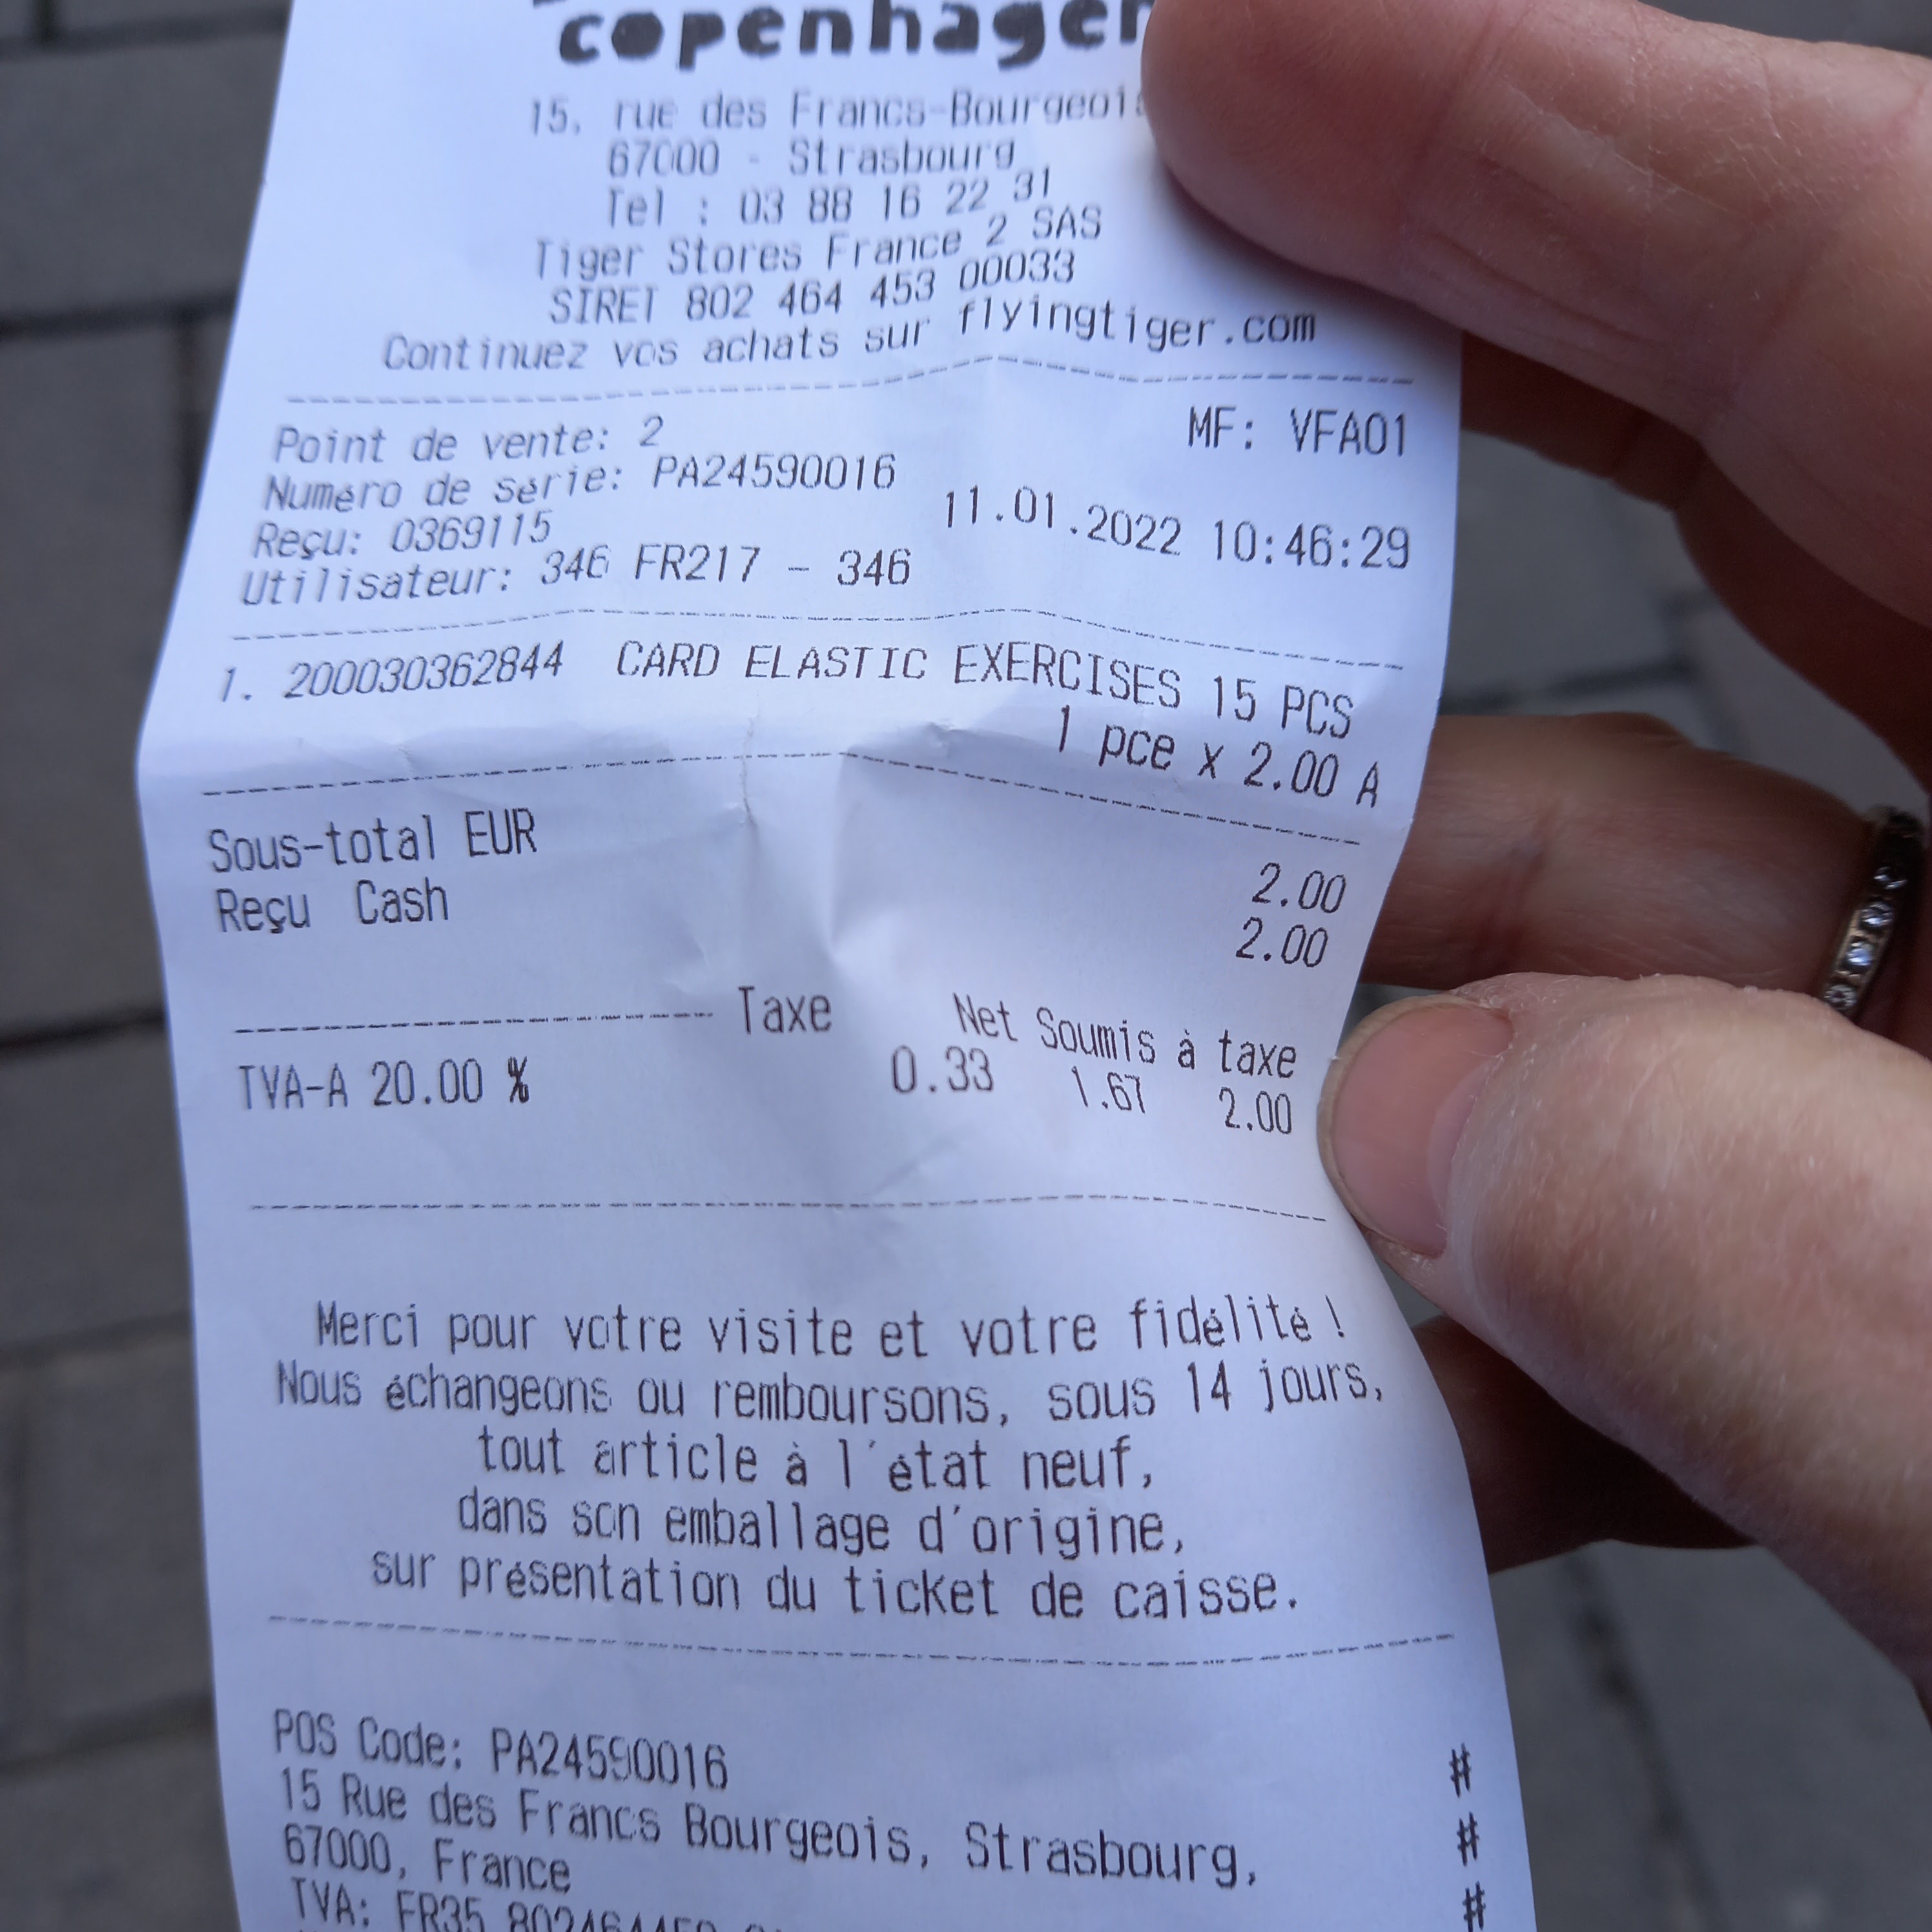 copenhagen
15, rue des Francs-Bourgeois
67000 - Strasbourg
Tel : 03 88 16 22 31
Tiger Stores France 2 SAS
SIRET 802 464 453 00033
Continuez vos achats sur flyingtiger.com
Point de vente: 2 MF: VFA01
Numéro de série: PA24590016
Reçu: 0369115 11.01.2022 10:46:29
Utilisateur: 346 FR217 - 346
1. 200030362844 CARD ELASTIC EXERCISES 15 PCS
1 pce x 2.00 A
Sous-total EUR 2.00
Reçu Cash 2.00
Taxe Net Soumis à taxe
TVA-A 20.00 % 0.33 1.67 2.00
Merci pour votre visite et votre fidélité !
Nous échangeons ou remboursons, sous 14 jours,
tout article à l'état neuf,
dans son emballage d'origine,
sur présentation du ticket de caisse.
POS Code: PA24590016 #
15 Rue des Francs Bourgeois, Strasbourg, #
67000, France #
TVA: FR35